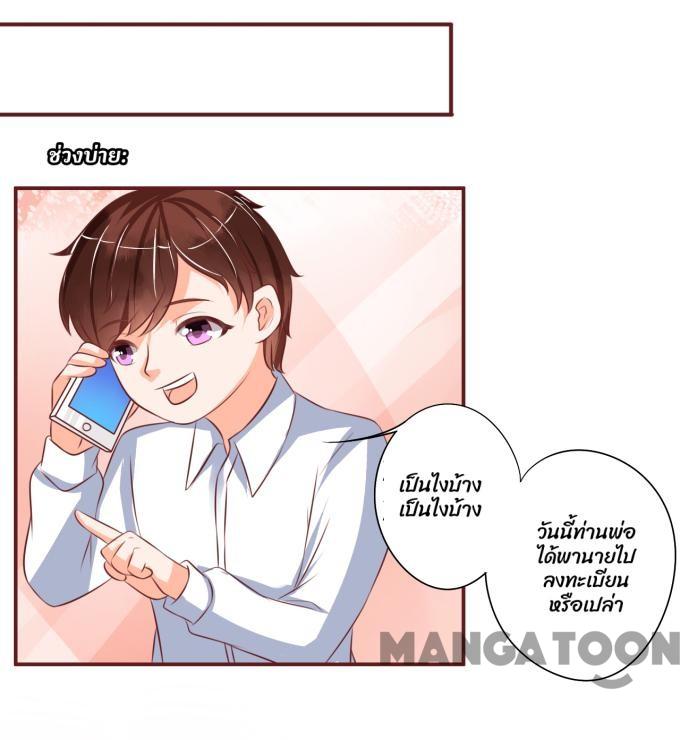 ช่วงบ่าย:
เป็นไงบ้าง
เป็นไงบ้าง
วันนี้ท่านพ่อ
ได้พานายไป
ลงทะเบียน
หรือเปล่า
MANGATOON